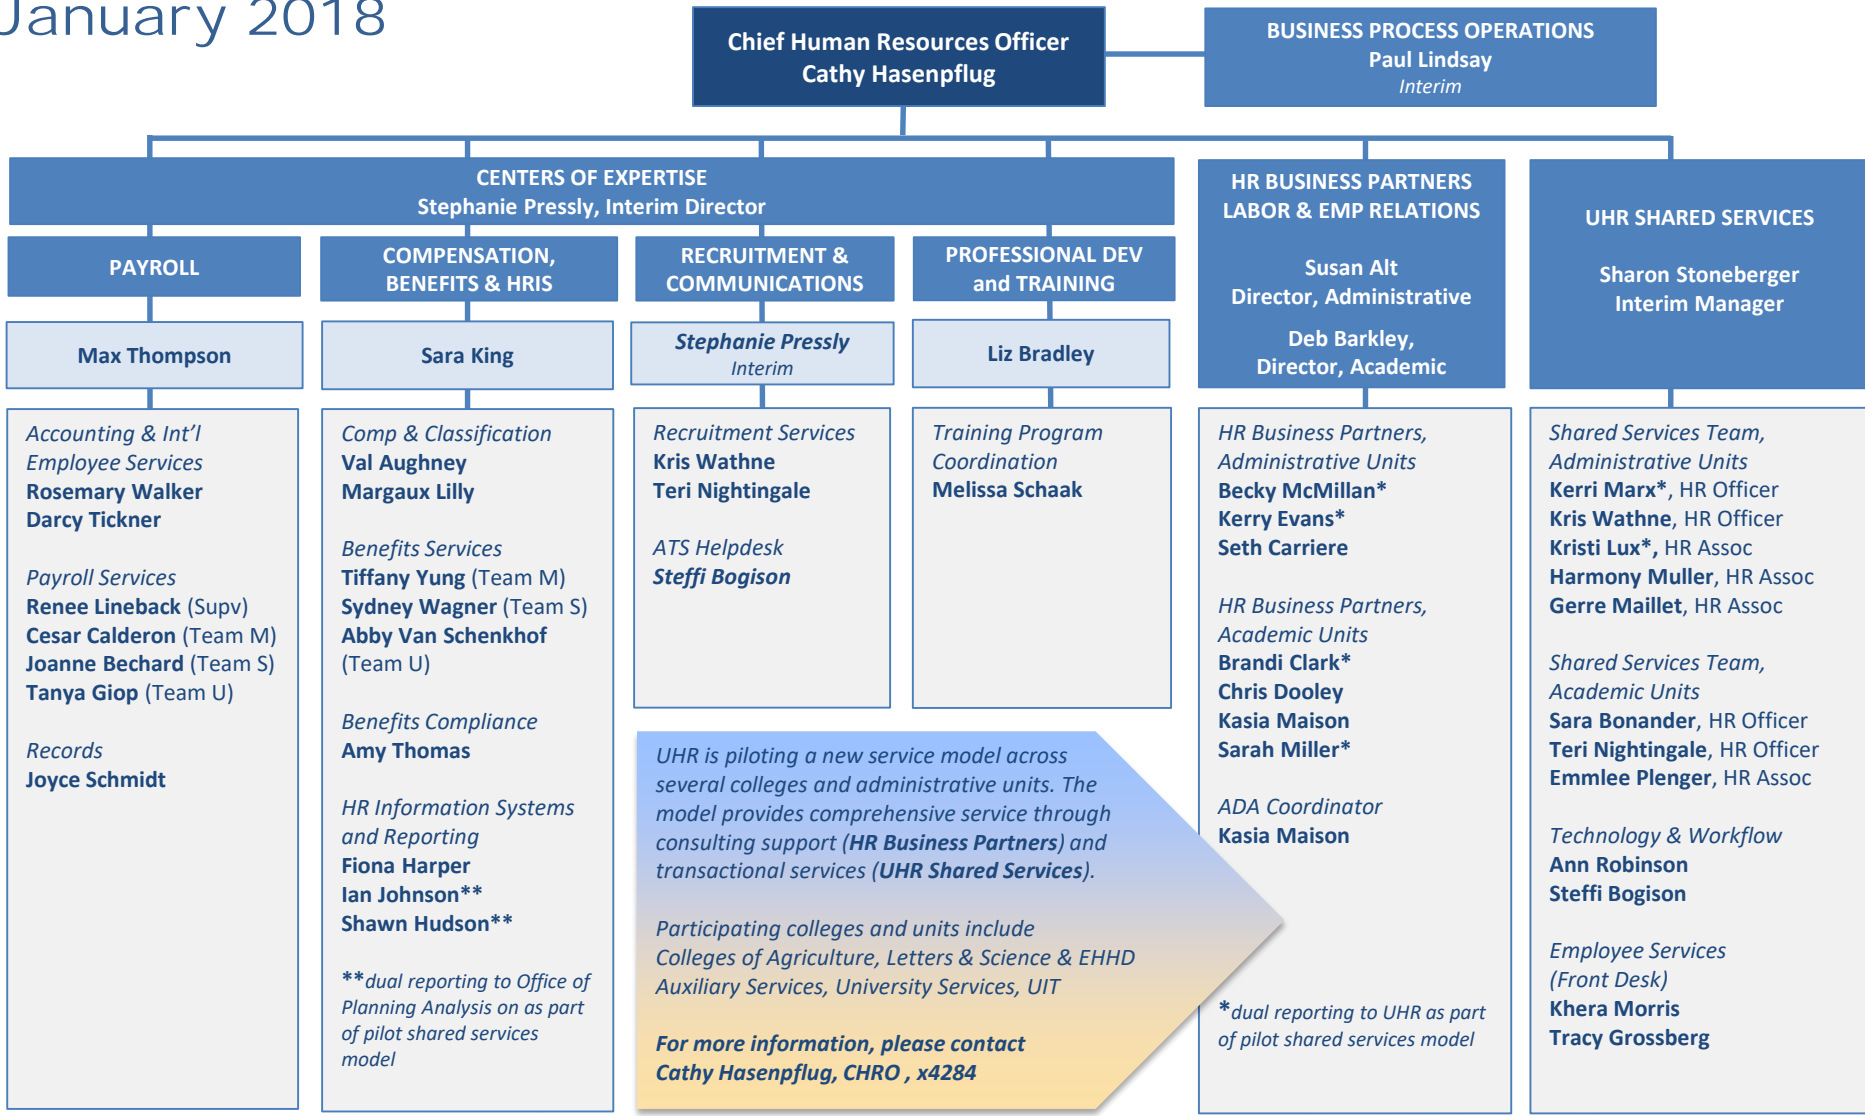 January 2018
Chief Human Resources Officer
Cathy Hasenpflug
BUSINESS PROCESS OPERATIONS
Paul Lindsay
Interim
CENTERS OF EXPERTISE
Stephanie Pressly, Interim Director
PAYROLL
Max Thompson
Accounting & Int'l
Employee Services
Rosemary Walker
Darcy Tickner
Payroll Services
Renee Lineback (Supv)
Cesar Calderon (Team M)
Joanne Bechard (Team S)
Tanya Giop (Team U)
Records
Joyce Schmidt
COMPENSATION,
BENEFITS & HRIS
Sara King
Comp & Classification
Val Aughney
Margaux Lilly
Benefits Services
Tiffany Yung (Team M)
Sydney Wagner (Team S)
Abby Van Schenkhof
(Team U)
Benefits Compliance
Amy Thomas
HR Information Systems
and Reporting
Fiona Harper
Ian Johnson**
Shawn Hudson**
**dual reporting to Office of
Planning Analysis on as part
of pilot shared services
model
RECRUITMENT &
COMMUNICATIONS
Stephanie Pressly
Interim
Recruitment Services
Kris Wathne
Teri Nightingale
ATS Helpdesk
Steffi Bogison
PROFESSIONAL DEV
and TRAINING
Liz Bradley
Training Program
Coordination
Melissa Schaak
UHR is piloting a new service model across
several colleges and administrative units. The
model provides comprehensive service through
consulting support (HR Business Partners) and
transactional services (UHR Shared Services).
Participating colleges and units include
Colleges of Agriculture, Letters & Science & EHHD
Auxiliary Services, University Services, UIT
For more information, please contact
Cathy Hasenpflug, CHRO , x4284
HR BUSINESS PARTNERS
LABOR & EMP RELATIONS
Susan Alt
Director, Administrative
Deb Barkley,
Director, Academic
HR Business Partners,
Administrative Units
Becky McMillan*
Kerry Evans*
Seth Carriere
HR Business Partners,
Academic Units
Brandi Clark*
Chris Dooley
Kasia Maison
Sarah Miller*
ADA Coordinator
Kasia Maison
*dual reporting to UHR as part
of pilot shared services model
UHR SHARED SERVICES
Sharon Stoneberger
Interim Manager
Shared Services Team,
Administrative Units
Kerri Marx*, HR Officer
Kris Wathne, HR Officer
Kristi Lux*, HR Assoc
Harmony Muller, HR Assoc
Gerre Maillet, HR Assoc
Shared Services Team,
Academic Units
Sara Bonander, HR Officer
Teri Nightingale, HR Officer
Emmlee Plenger, HR Assoc
Technology & Workflow
Ann Robinson
Steffi Bogison
Employee Services
(Front Desk)
Khera Morris
Tracy Grossberg